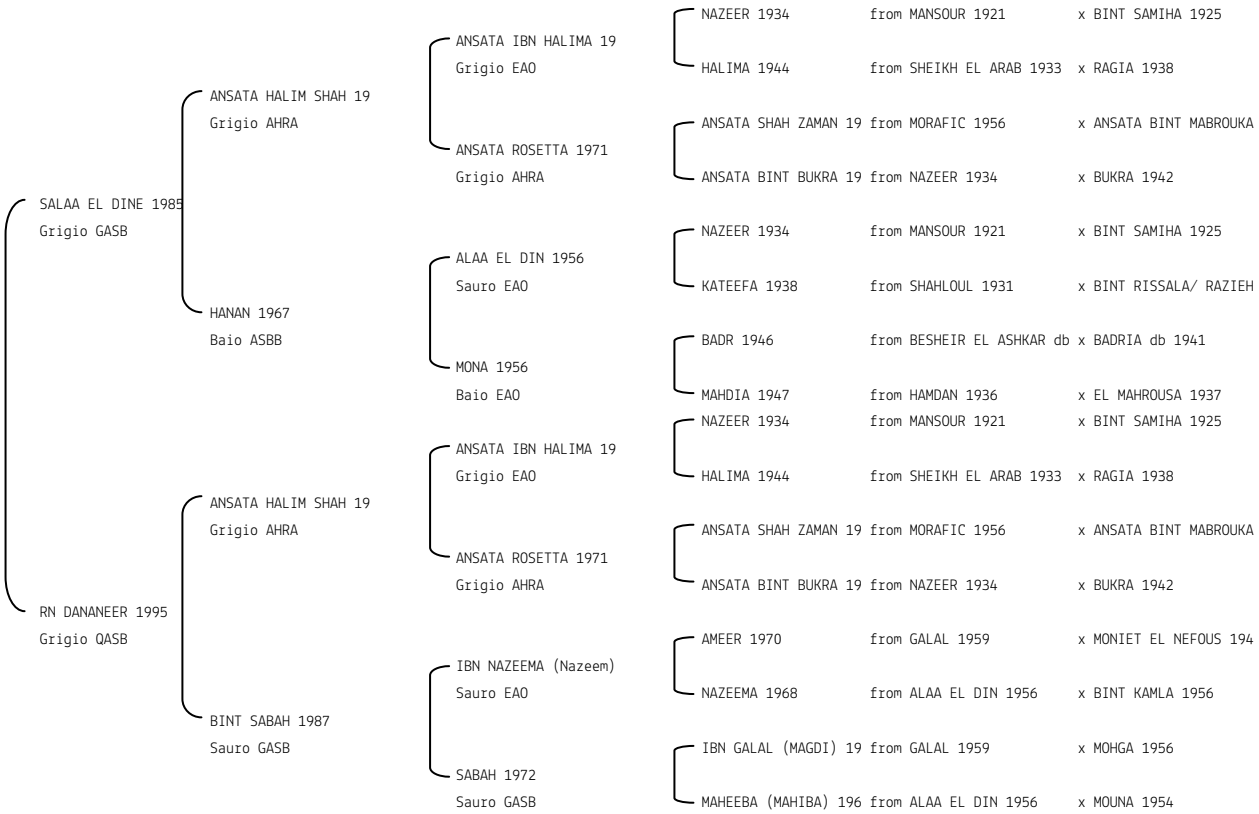 NAZEER 1934 from MANSOUR 1921 x BINT SAMIHA 1925
ANSATA IBN HALIMA 19
Grigio EAO
HALIMA 1944 from SHEIKH EL ARAB 1933 x RAGIA 1938
ANSATA HALIM SHAH 19
Grigio AHRA
ANSATA SHAH ZAMAN 19 from MORAFIC 1956 x ANSATA BINT MABROUKA
ANSATA ROSETTA 1971
Grigio AHRA
ANSATA BINT BUKRA 19 from NAZEER 1934 x BUKRA 1942
SALAA EL DINE 1985
Grigio GASB
NAZEER 1934 from MANSOUR 1921 x BINT SAMIHA 1925
ALAA EL DIN 1956
Sauro EAO
KATEEFA 1938 from SHAHLOUL 1931 x BINT RISSALA/ RAZIEH
HANAN 1967
Baio ASBB
BADR 1946 from BESHEIR EL ASHKAR db x BADRIA db 1941
MONA 1956
Baio EAO
MAHDIA 1947 from HAMDAN 1936 x EL MAHROUSA 1937
NAZEER 1934 from MANSOUR 1921 x BINT SAMIHA 1925
ANSATA IBN HALIMA 19
Grigio EAO
HALIMA 1944 from SHEIKH EL ARAB 1933 x RAGIA 1938
ANSATA HALIM SHAH 19
Grigio AHRA
ANSATA SHAH ZAMAN 19 from MORAFIC 1956 x ANSATA BINT MABROUKA
ANSATA ROSETTA 1971
Grigio AHRA
ANSATA BINT BUKRA 19 from NAZEER 1934 x BUKRA 1942
RN DANANEER 1995
Grigio QASB
AMEER 1970 from GALAL 1959 x MONIET EL NEFOUS 194
IBN NAZEEMA (Nazeem)
Sauro EAO
NAZEEMA 1968 from ALAA EL DIN 1956 x BINT KAMLA 1956
BINT SABAH 1987
Sauro GASB
IBN GALAL (MAGDI) 19 from GALAL 1959 x MOHGA 1956
SABAH 1972
Sauro GASB
MAHEEBA (MAHIBA) 196 from ALAA EL DIN 1956 x MOUNA 1954